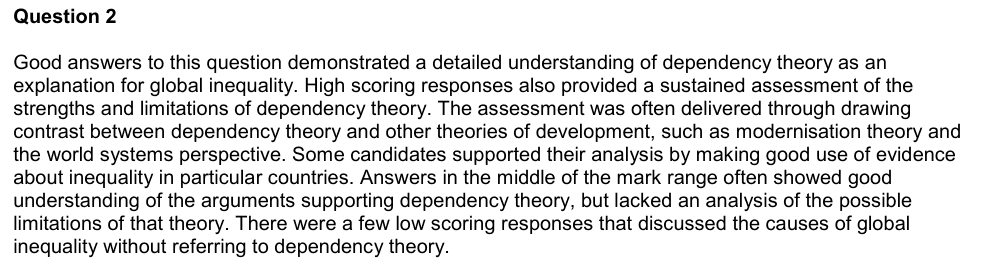 Question 2
Good answers to this question demonstrated a detailed understanding of dependency theory as an
explanation for global inequality. High scoring responses also provided a sustained assessment of the
strengths and limitations of dependency theory. The assessment was often delivered through drawing
contrast between dependency theory and other theories of development, such as modernisation theory and
the world systems perspective. Some candidates supported their analysis by making good use of evidence
about inequality in particular countries. Answers in the middle of the mark range often showed good
understanding of the arguments supporting dependency theory, but lacked an analysis of the possible
limitations of that theory. There were a few low scoring responses that discussed the causes of global
inequality without referring to dependency theory.